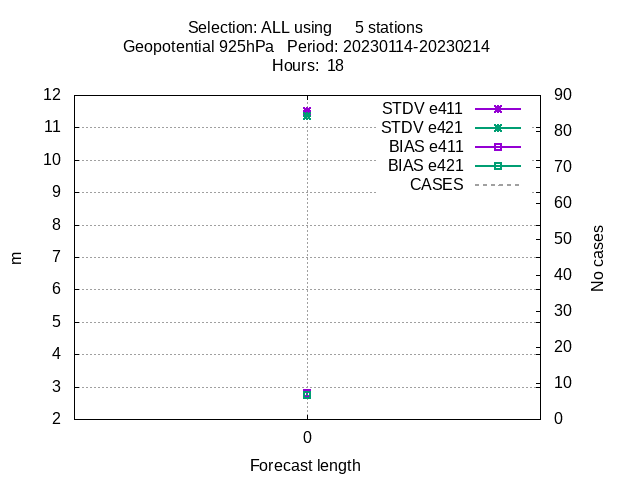 Selection: ALL using     5 stations
Geopotential 925hPa   Period: 20230114-20230214
Hours:  18
12
11
10
9
8
7
6
5
4
3
2
m
STDV e411
STDV e421
BIAS e411
BIAS e421
CASES
90
80
70
60
50
40
30
20
10
0
No cases
0
Forecast length